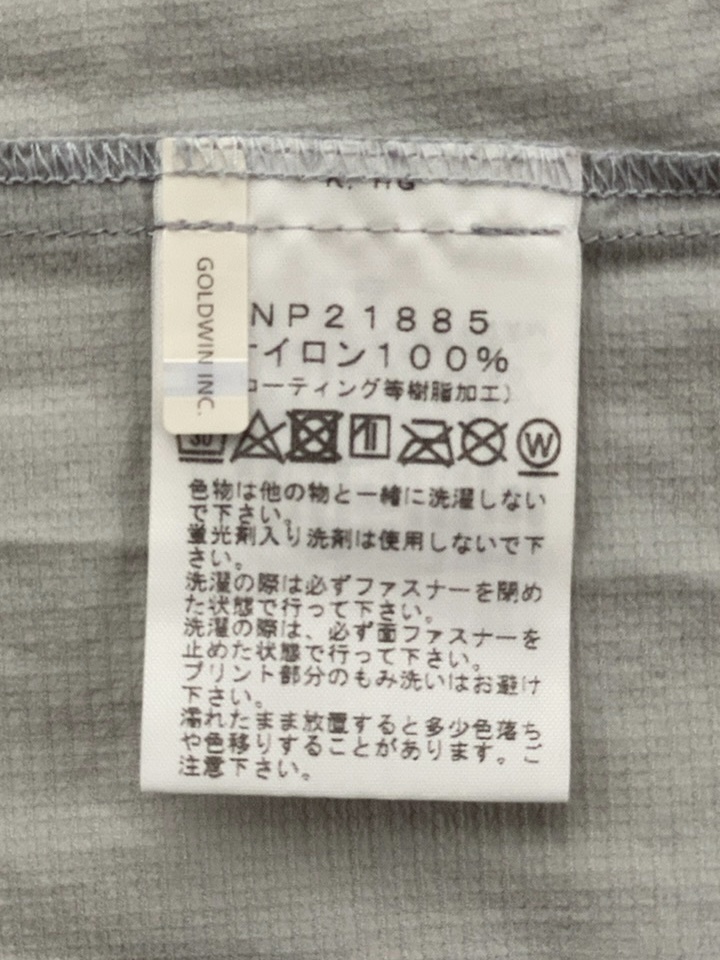 GOLDWIN INC.
NP21885
イロン100%
コーティング等樹脂加工)
30
W
色物は他の物と一緒に洗濯しない
で下さい。
蛍光剤入り洗剤は使用しないで下
さい。
洗濯の際は必ずファスナーを閉め
た状態で行って下さい。
洗濯の際は、必ず面ファスナーを
止めた状態で行って下さい。
プリント部分のもみ洗いはお避け
下さい。
濡れたまま放置すると多少色落ち
や色移りすることがあります。ご
注意下さい。